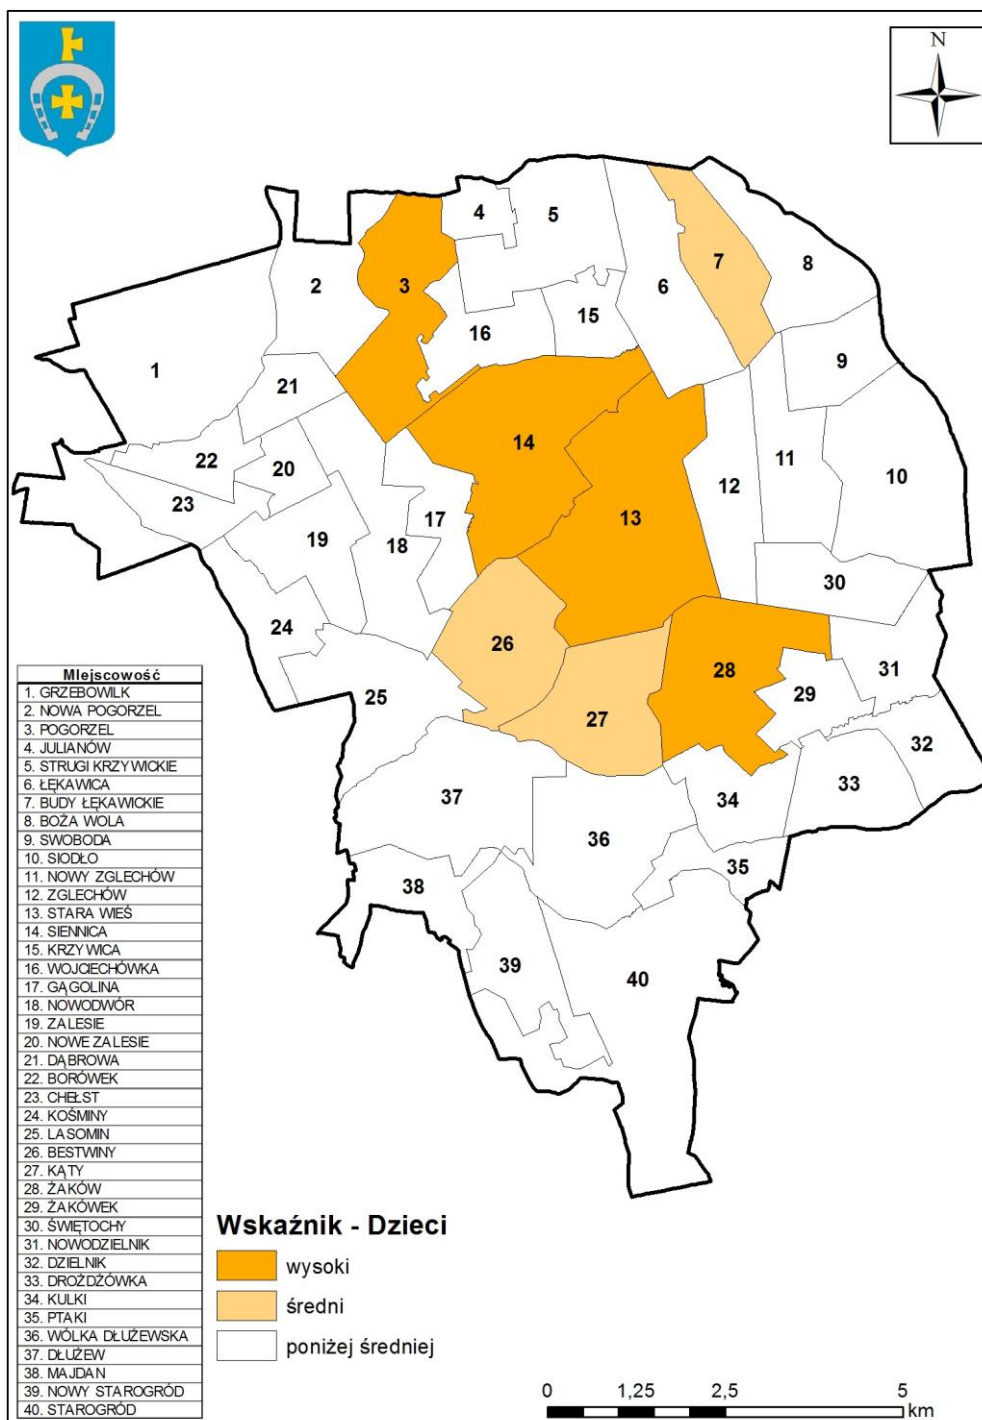 N
4
5
7
8
2
3
6
15
16
9
1
21
14
11
22
20
10
12
23
17
13
19
18
30
24
26
28
31
25
29
27
32
33
37
34
36
35
38
39
40
Miejscowość
1. GRZEBOWILK
2. NOWA POGORZEL
3. POGORZEL
4. JULIANÓW
5. STRUGI KRZYWICKIE
6. ŁĘKAWICA
7. BUDY ŁĘKAWICKIE
8. BOŻA WOLA
9. SWOBODA
10. SIODŁO
11. NOWY ZGLECHÓW
12. ZGLECHÓW
13. STARA WIEŚ
14. SIENNICA
15. KRZYWICA
16. WOJCIECHÓWKA
17. GĄGOLINA
18. NOWODWÓR
19. ZALESIE
20. NOWE ZALESIE
21. DĄBROWA
22. BORÓWEK
23. CHEŁST
24. KOŚMINY
25. LASOMIN
26. BESTWINY
27. KĄTY
28. ŻAKÓW
29. ŻAKÓWEK
30. ŚWIĘTOCHY
31. NOWODZIELNIK
32. DZIELNIK
33. DROŻDŻÓWKA
34. KULKI
35. PTAKI
36. WÓLKA DŁUŻEWSKA
37. DŁUŻEW
38. MAJDAN
39. NOWY STAROGRÓD
40. STAROGRÓD
Wskaźnik - Dzieci
wysoki
średni
poniżej średniej
0 1,25 2,5 5
km